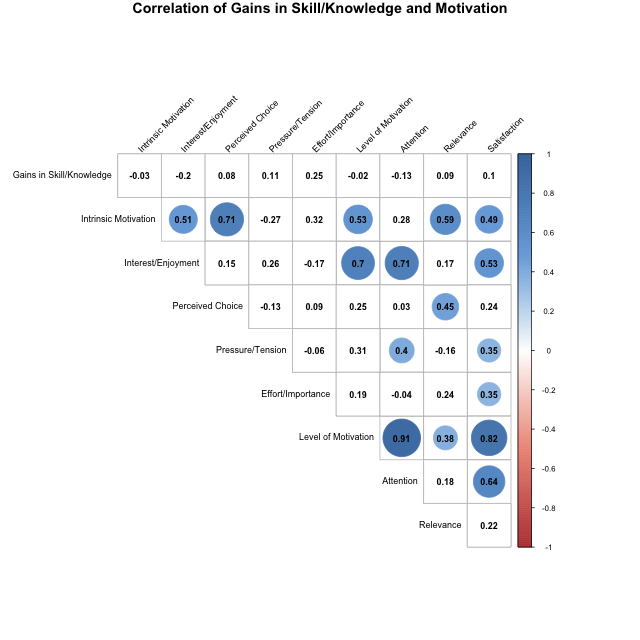 Correlation of Gains in Skill/Knowledge and Motivation
Intrinsic Motivation
Interest/Enjoyment
Perceived Choice
Pressure/Tension
Effort/Importance
Level of Motivation
Attention
Relevance
Satisfaction
Gains in Skill/Knowledge -0.03 -0.2 0.08 0.11 0.25 -0.02 -0.13 0.09 0.1
Intrinsic Motivation 0.51 0.71 -0.27 0.32 0.53 0.28 0.59 0.49
Interest/Enjoyment 0.15 0.26 -0.17 0.7 0.71 0.17 0.53
Perceived Choice -0.13 0.09 0.25 0.03 0.45 0.24
Pressure/Tension -0.06 0.31 0.4 -0.16 0.35
Effort/Importance 0.19 -0.04 0.24 0.35
Level of Motivation 0.91 0.38 0.82
Attention 0.18 0.64
Relevance 0.22
1
0.8
0.6
0.4
0.2
0
-0.2
-0.4
-0.6
-0.8
-1